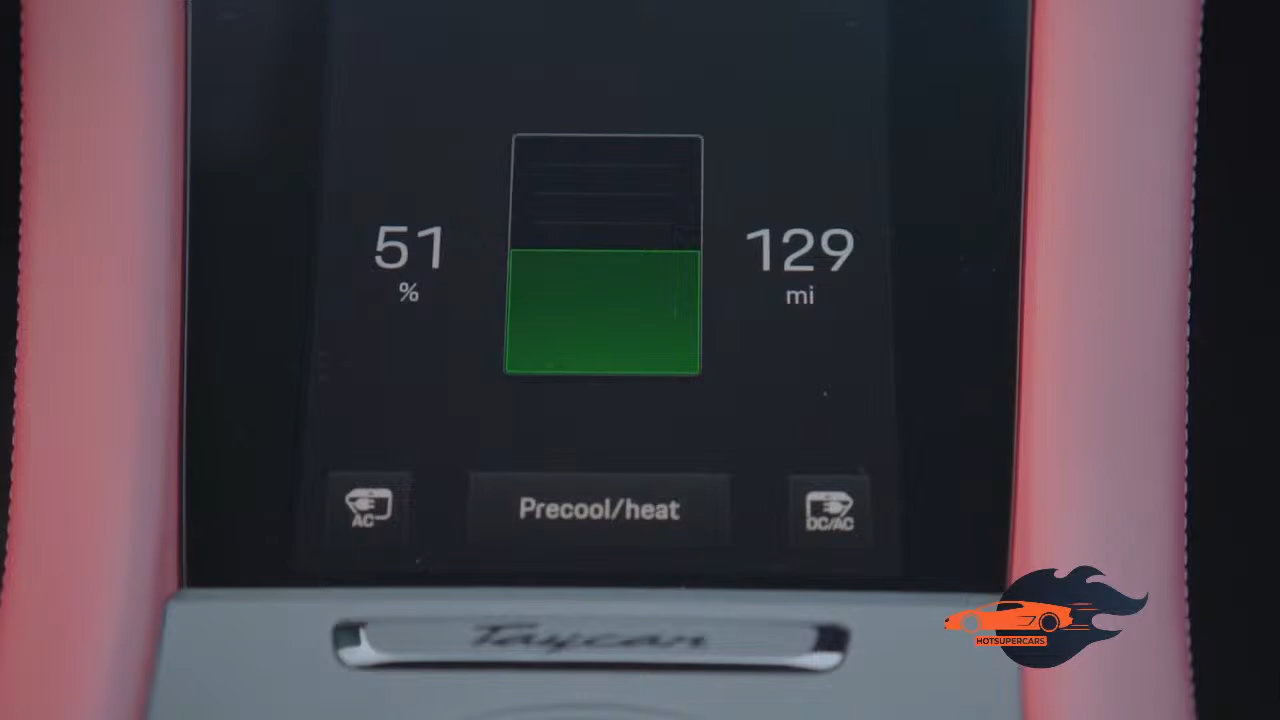 51
%
129
mi
AC
Precool/heat
DC/AC
Taycan
HOTSUPERCARS